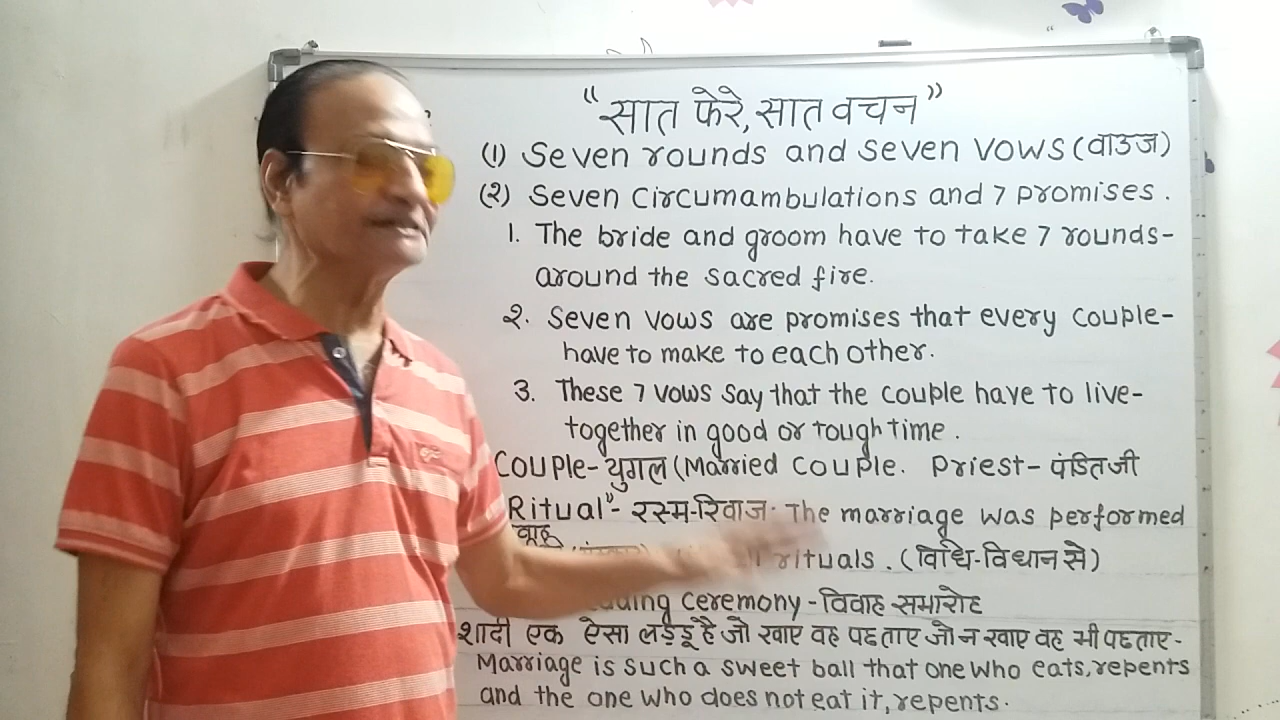 "सात फेरे, सात वचन"
(1) Seven rounds and seven vows (वाउज)
(२) Seven Circumambulations and 7 promises.
1. The bride and groom have to take 7 rounds-
around the sacred fire.
२. Seven vows are promises that every couple-
have to make to each other.
3. These 7 vows say that the couple have to live-
together in good or tough time.
Couple- युगल (Married couple. Priest- पंडितजी
Ritual"- रस्म-रिवाज. The marriage was performed
rituals. (विधि-विधान से)
ceremony - विवाह समारोह
शादी एक ऐसा लड्डू है जो खाए वह पछताए जो न खाए वह भी पछताए-
Marriage is such a sweet ball that one who eats, repents
and the one who does not eat it, repents.